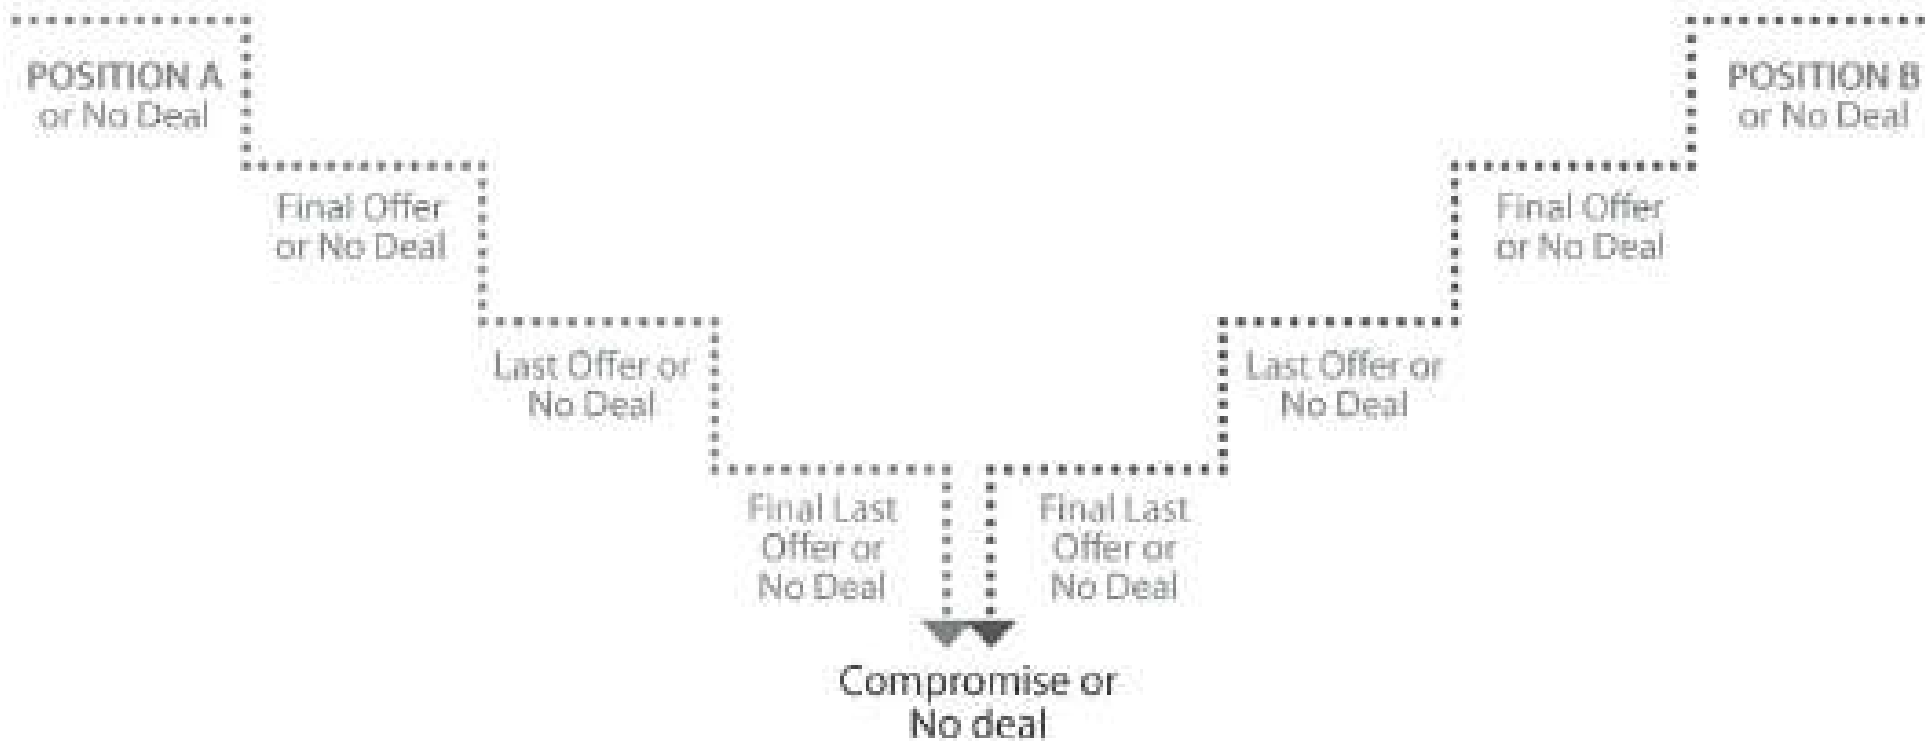 POSITION A
or No Deal
POSITION B
or No Deal
Final Offer
or No Deal
Final Offer
or No Deal
Last Offer or
No Deal
Last Offer or
No Deal
Final Last
Offer or
No Deal
Final Last
Offer or
No Deal
Compromise or
No deal